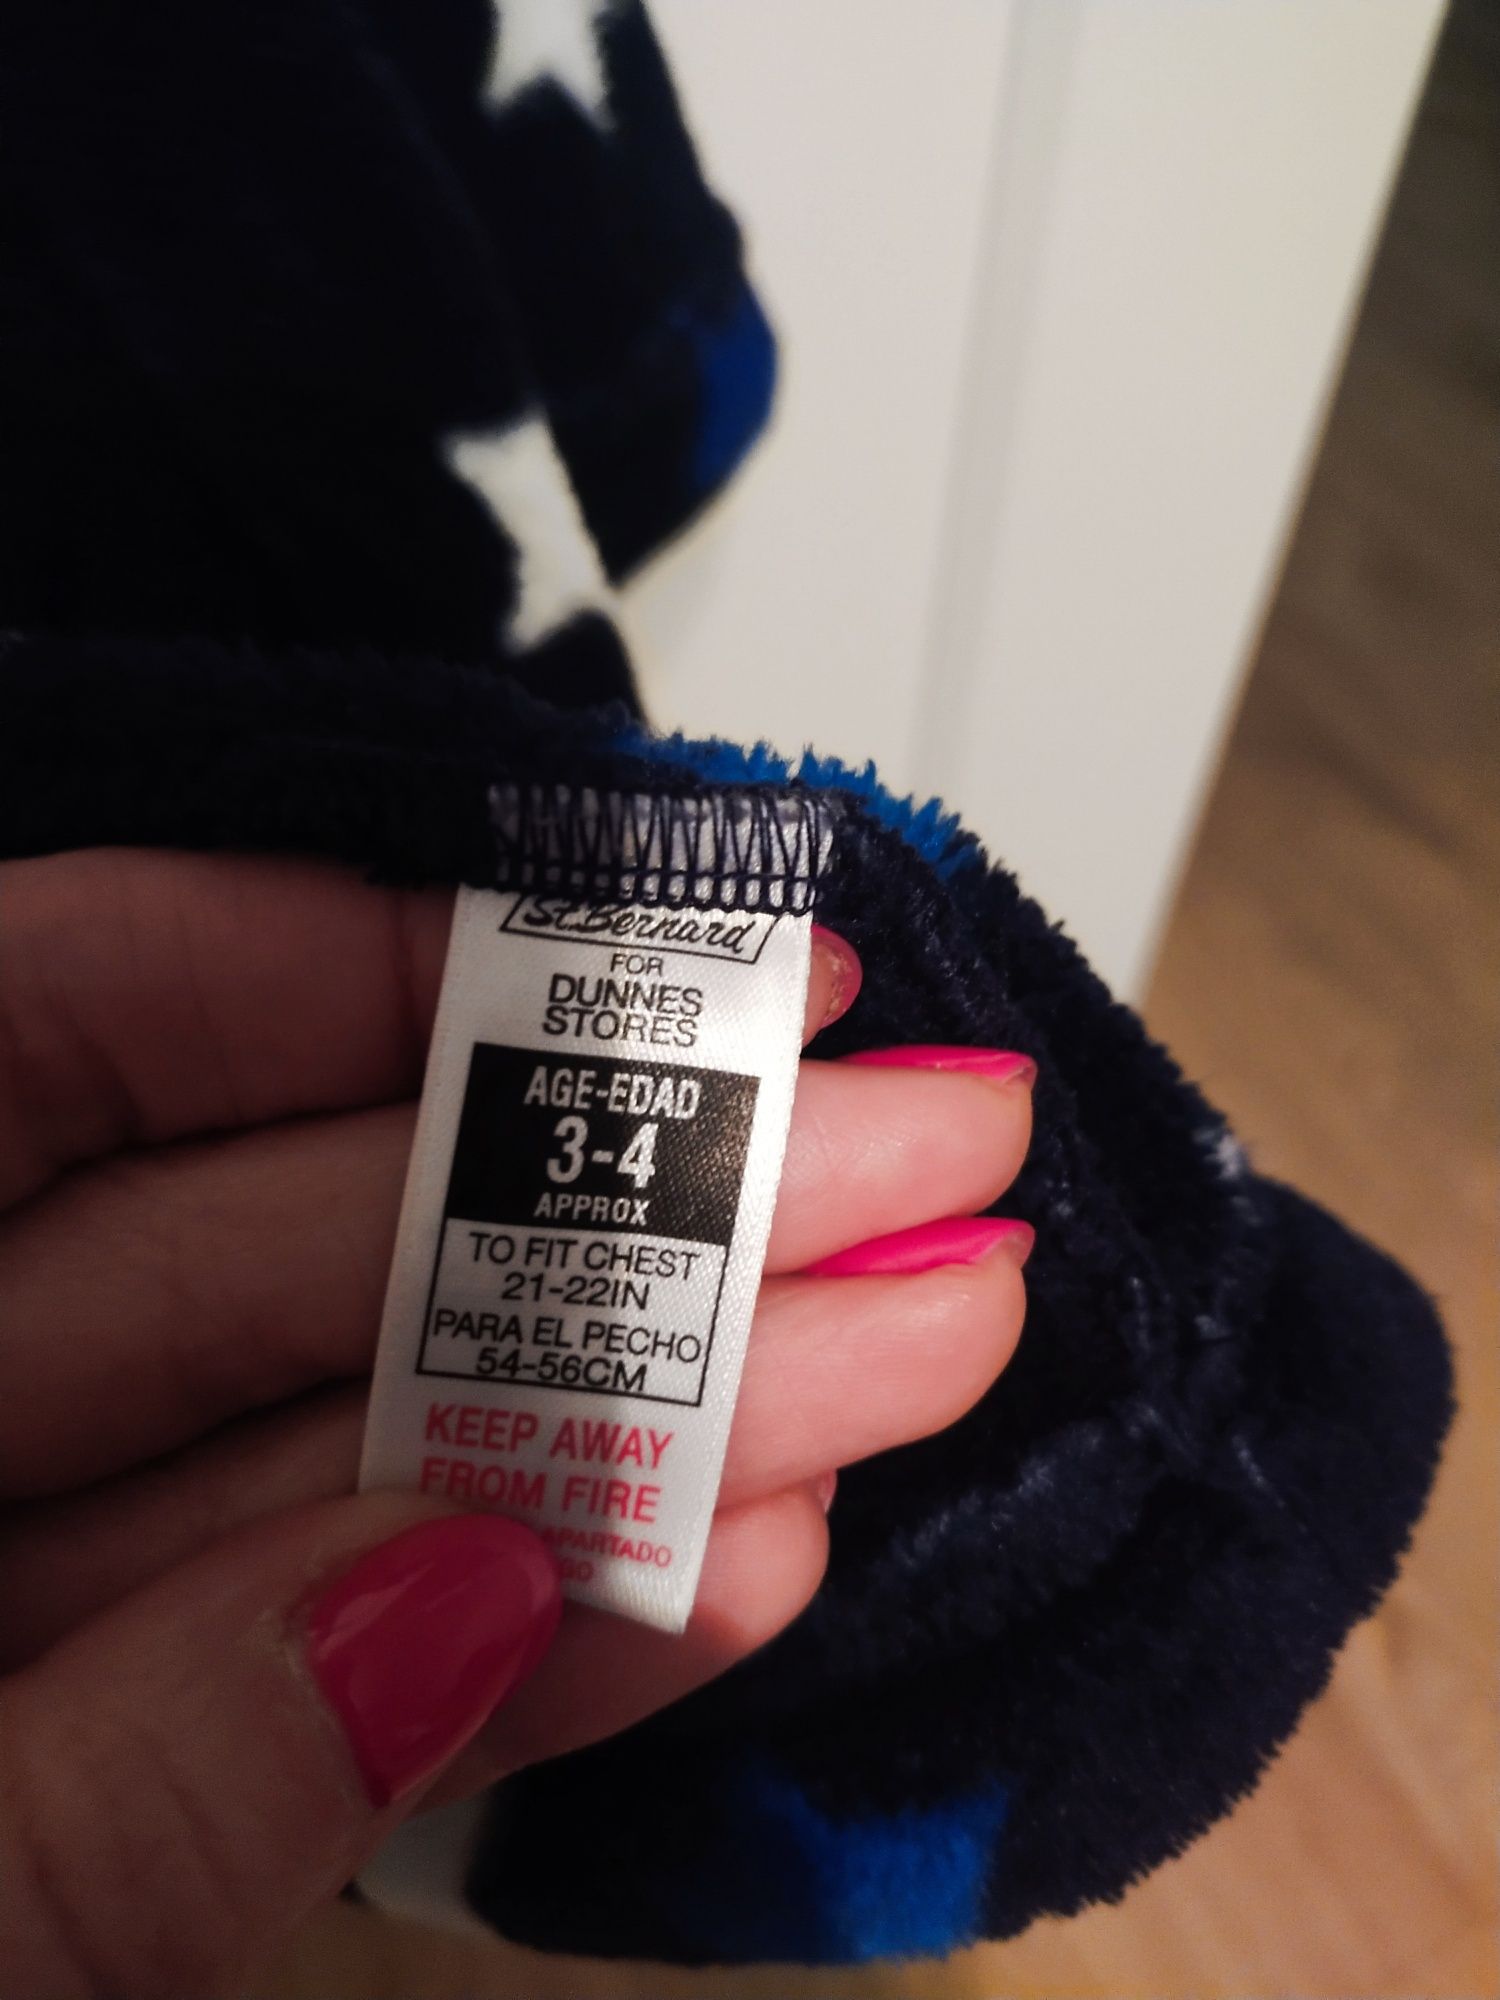 St.Bernard
FOR
DUNNES
STORES
AGE-EDAD
3-4
APPROX
TO FIT CHEST
21-22IN
PARA EL PECHO
54-56CM
KEEP AWAY
FROM FIRE
APARTADO